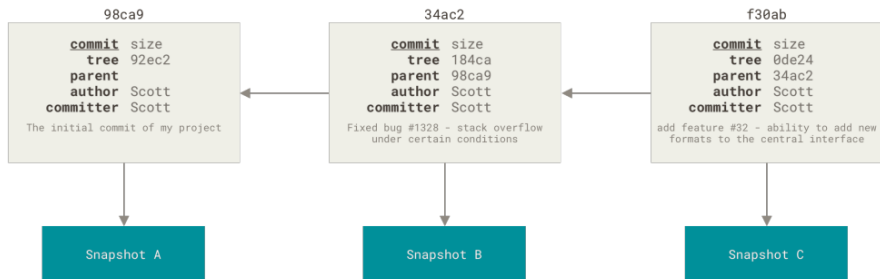 98ca9
commit size
tree 92ec2
parent
author Scott
committer Scott
The initial commit of my project
Snapshot A
34ac2
commit size
tree 184ca
parent 98ca9
author Scott
committer Scott
Fixed bug #1328 - stack overflow
under certain conditions
Snapshot B
f30ab
commit size
tree 0de24
parent 34ac2
author Scott
committer Scott
add feature #32 - ability to add new
formats to the central interface
Snapshot C